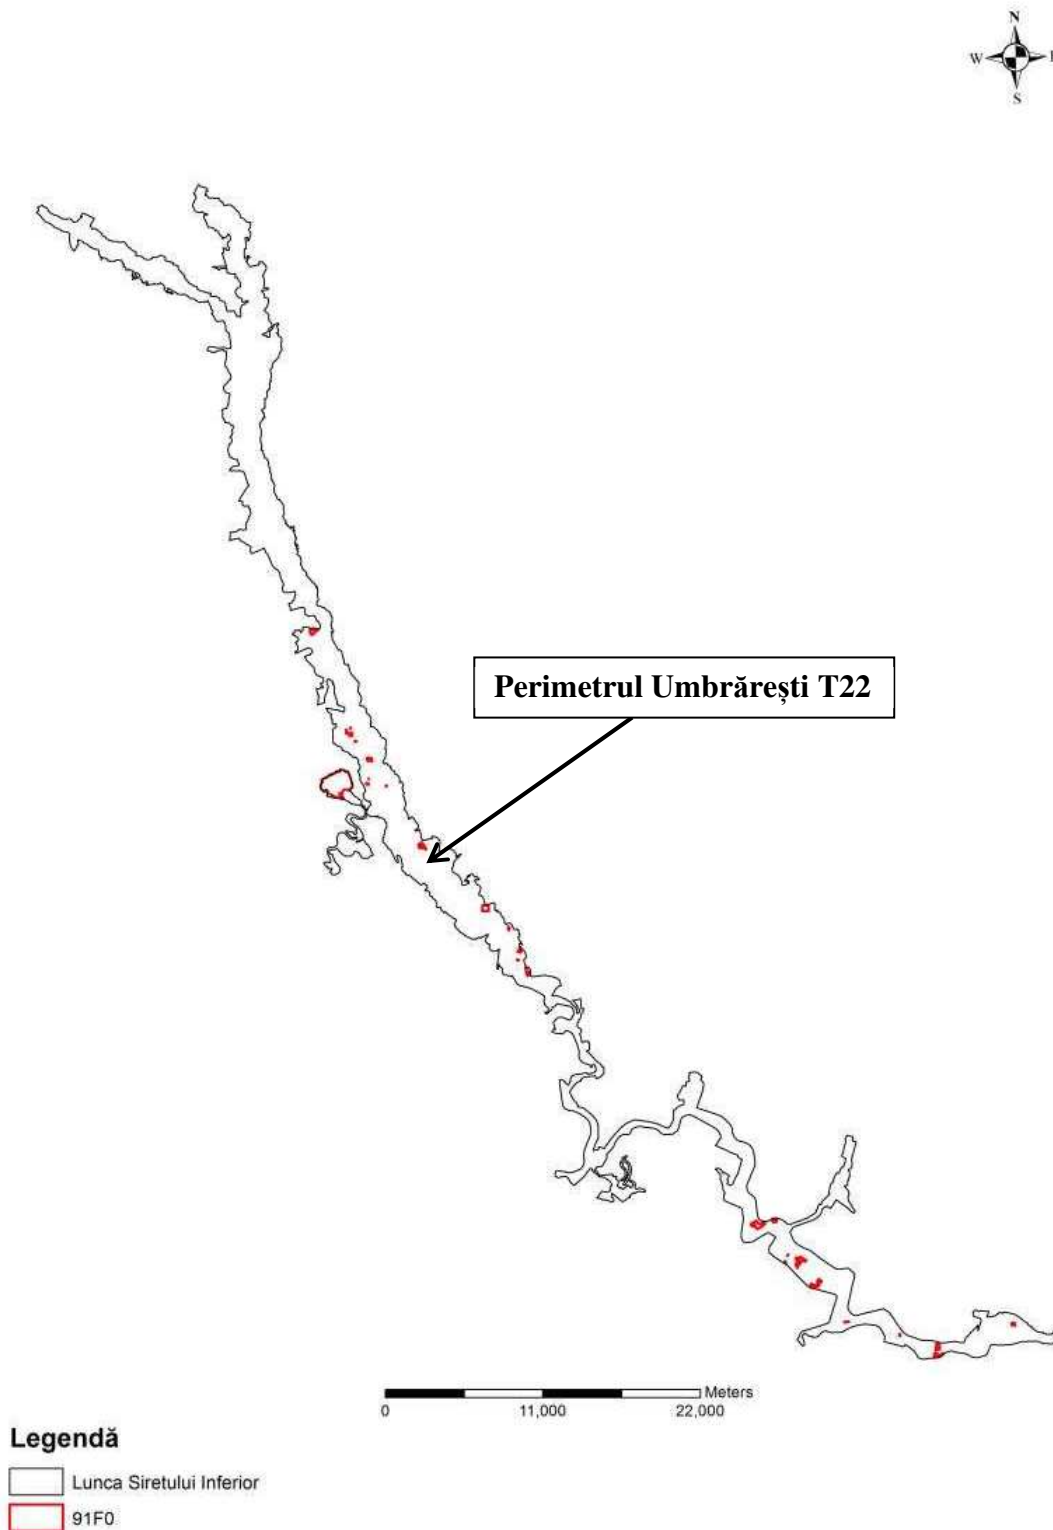 N
W
S
Perimetrul Umbrărești T22
Meters
0 11,000 22,000
Legendă
Lunca Siretului Inferior
91F0